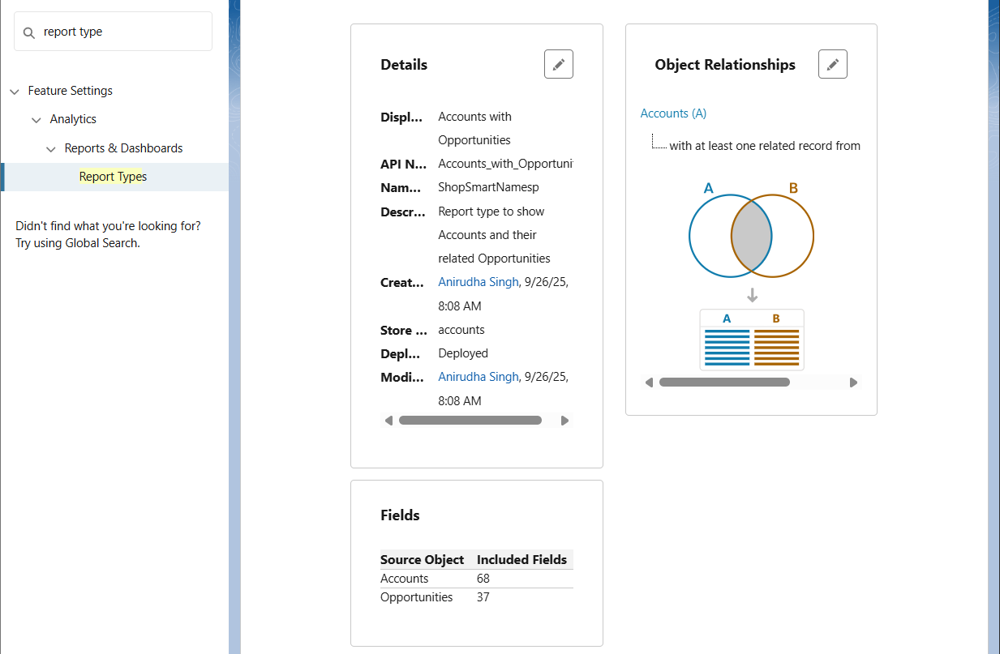 report type
Feature Settings
Analytics
Reports & Dashboards
Report Types
Didn't find what you're looking for?
Try using Global Search.
Details
Displ... Accounts with
Opportunities
API N... Accounts_with_Opportuni
Nam... ShopSmartNamesp
Descr... Report type to show
Accounts and their
related Opportunities
Creat... Anirudha Singh, 9/26/25,
8:08 AM
Store ... accounts
Depl... Deployed
Modi... Anirudha Singh, 9/26/25,
8:08 AM
Fields
Source Object Included Fields
Accounts 68
Opportunities 37
Object Relationships
Accounts (A)
with at least one related record from
A B
A B